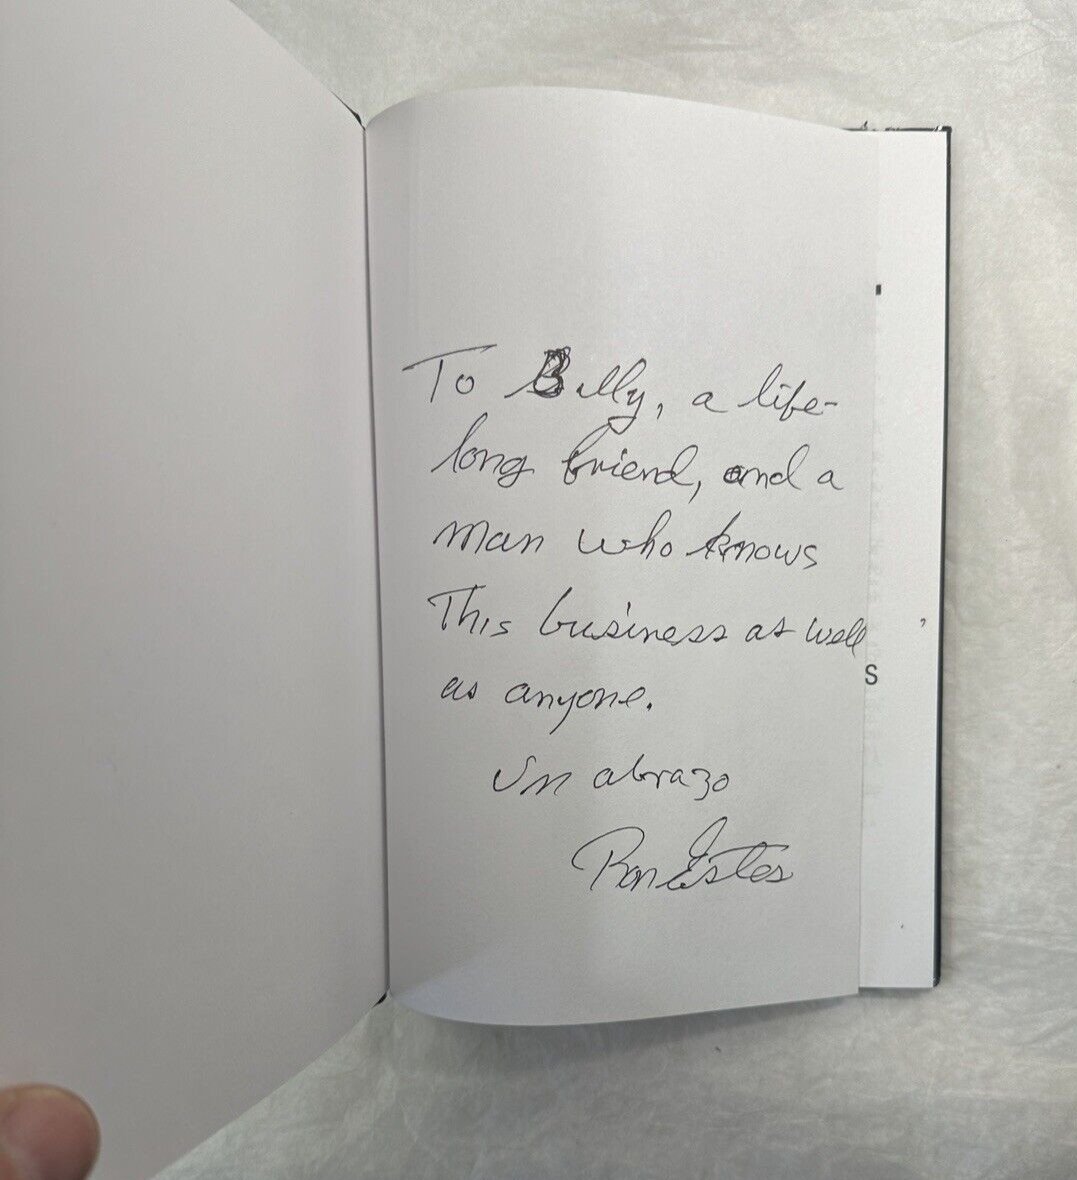 To Billy, a life-
long friend, and a
man who knows
This business as well
as anyone.
Un abrazo
Ron Estes
S